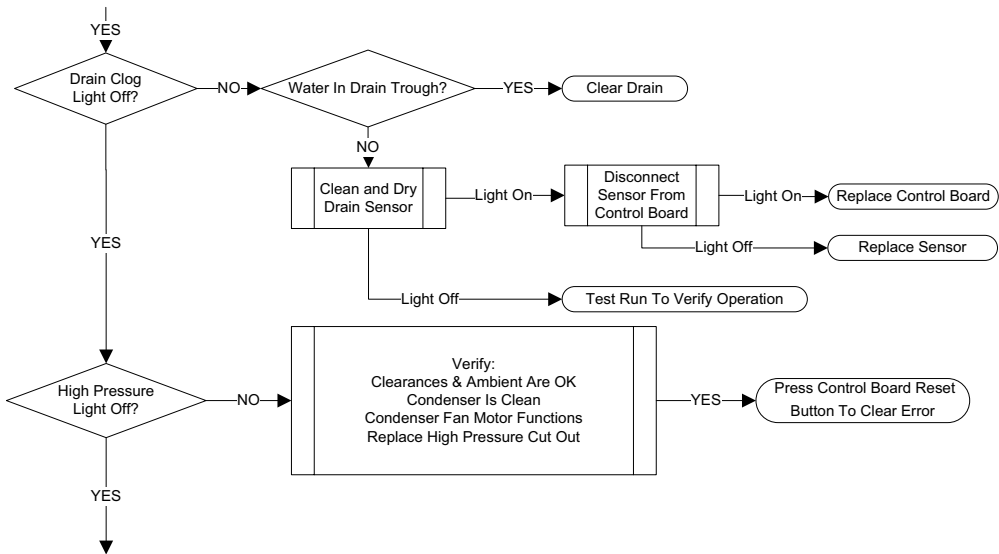 YES
Drain Clog
Light Off?
NO
Water In Drain Trough?
YES
Clear Drain
NO
Clean and Dry
Drain Sensor
Light On
Disconnect
Sensor From
Control Board
Light On
Replace Control Board
Light Off
Replace Sensor
Light Off
Test Run To Verify Operation
YES
High Pressure
Light Off?
NO
Verify:
Clearances & Ambient Are OK
Condenser Is Clean
Condenser Fan Motor Functions
Replace High Pressure Cut Out
YES
Press Control Board Reset
Button To Clear Error
YES